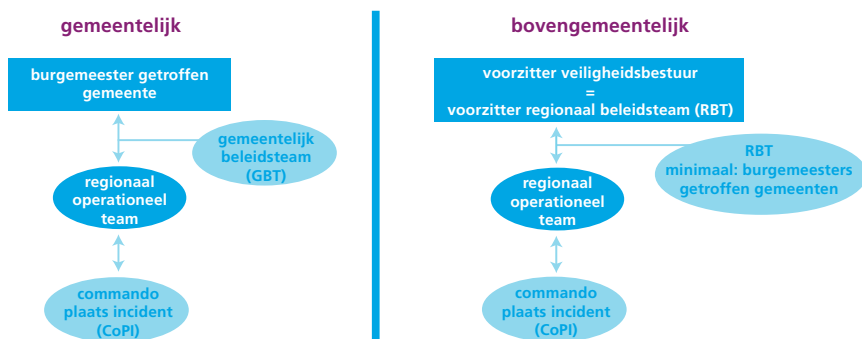 gemeentelijk
burgemeester getroffen
gemeente
gemeentelijk
beleidsteam
(GBT)
regionaal
operationeel
team
commando
plaats incident
(CoPI)
bovengemeentelijk
voorzitter veiligheidsbestuur
=
voorzitter regionaal beleidsteam (RBT)
RBT
minimaal: burgemeesters
getroffen gemeenten
regionaal
operationeel
team
commando
plaats incident
(CoPI)